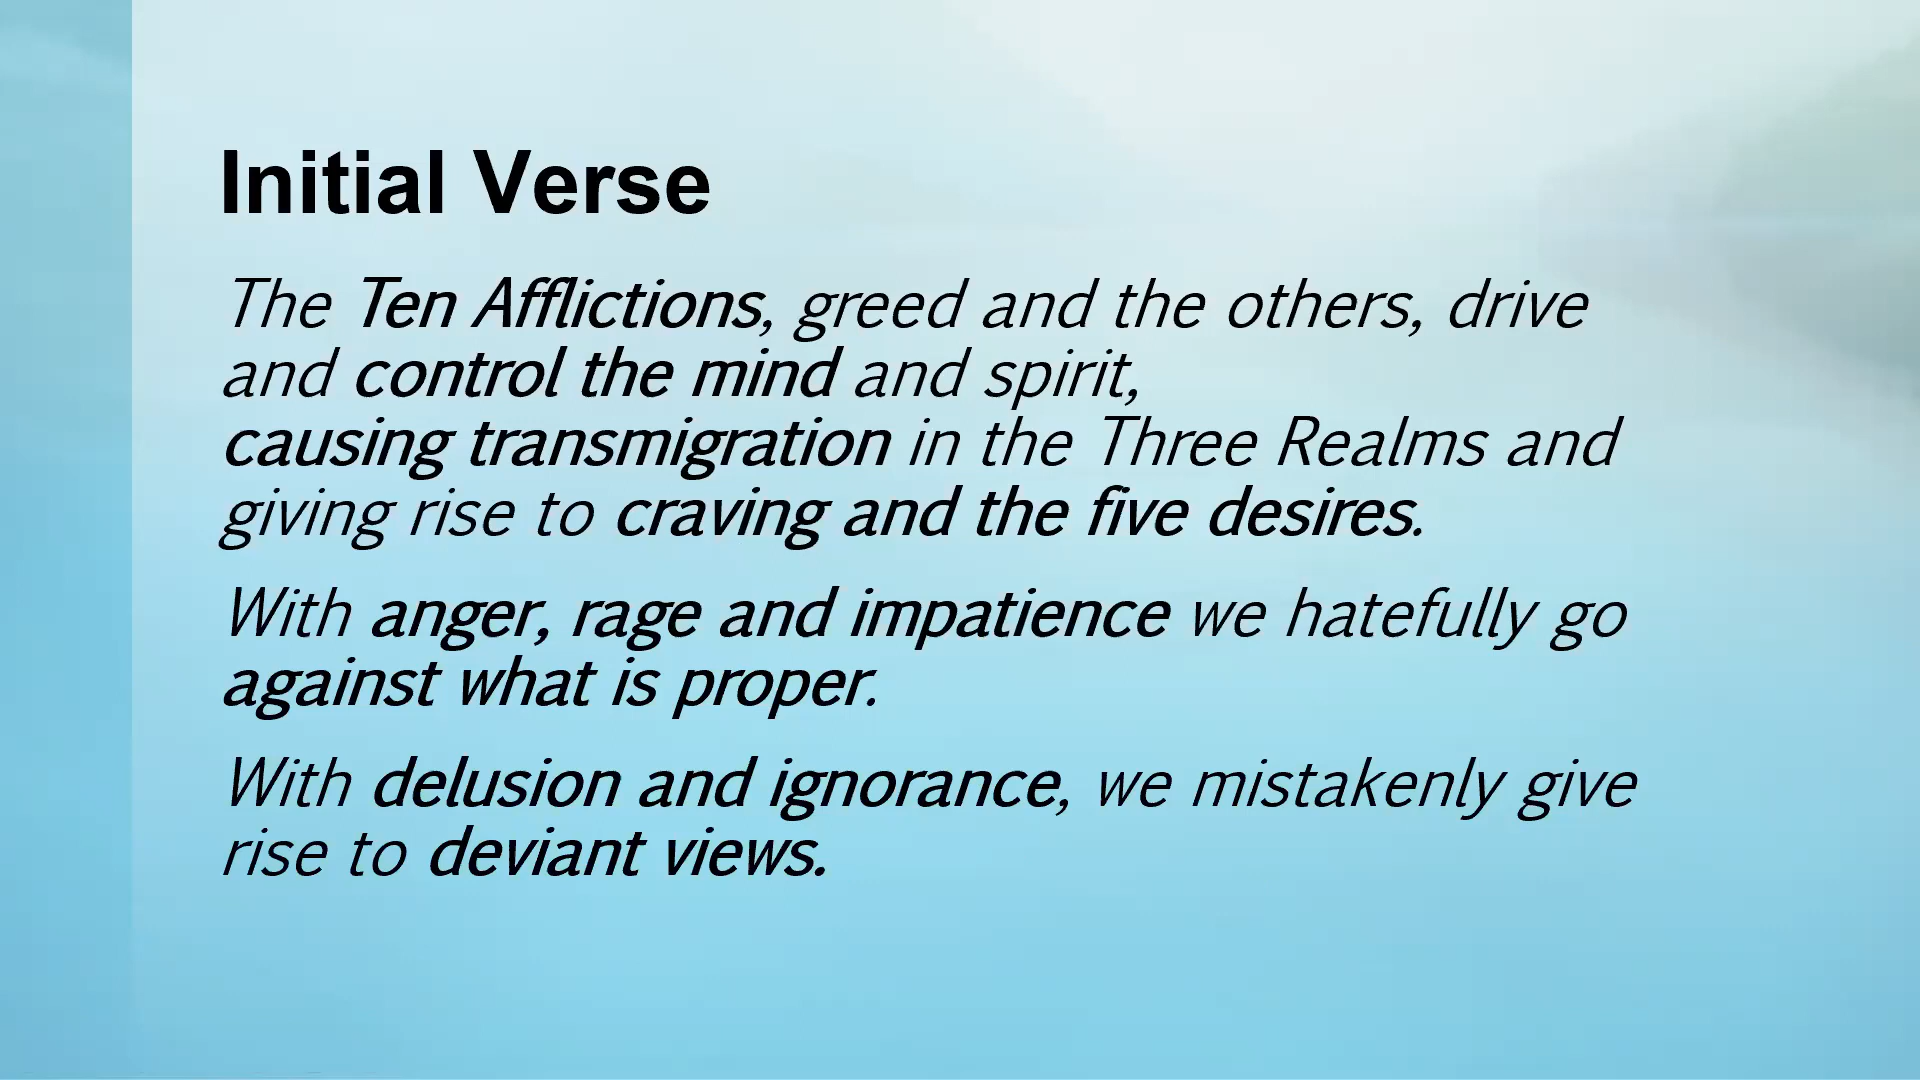 Initial Verse
The Ten Afflictions, greed and the others, drive
and control the mind and spirit,
causing transmigration in the Three Realms and
giving rise to craving and the five desires.
With anger, rage and impatience we hatefully go
against what is proper.
With delusion and ignorance, we mistakenly give
rise to deviant views.